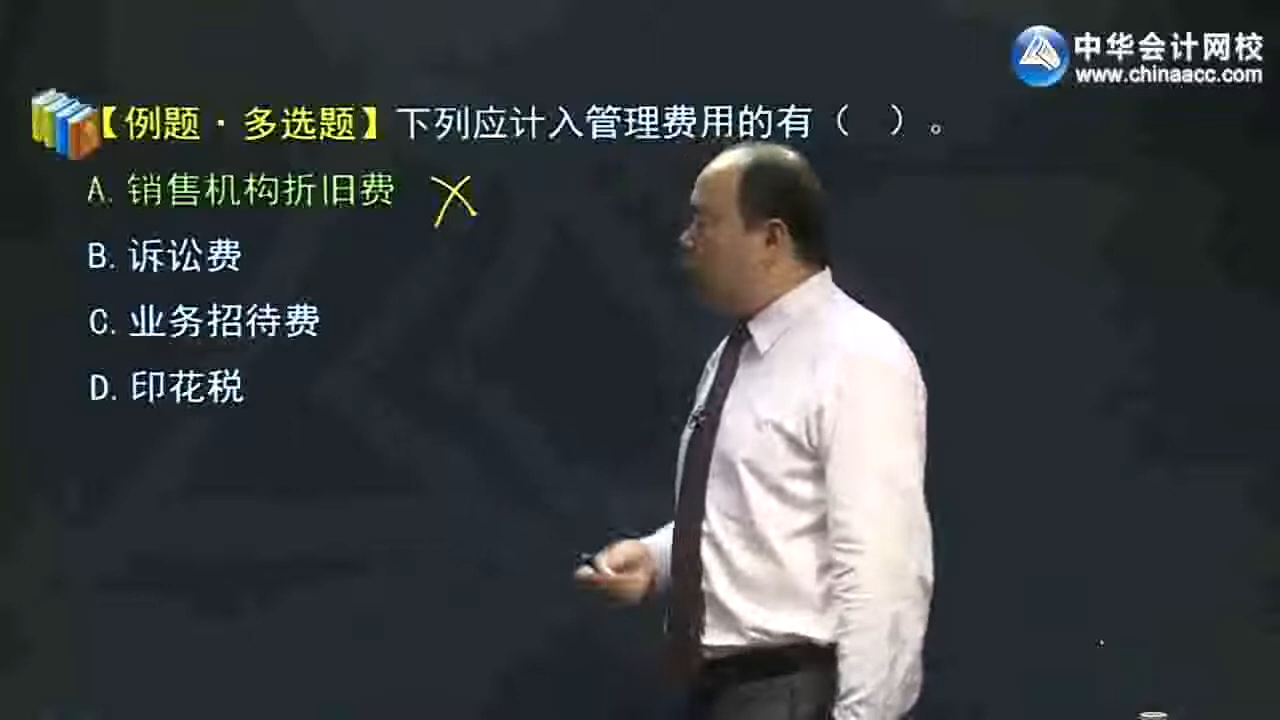 中华会计网校
www.chinaacc.com
【例题·多选题】下列应计入管理费用的有（ ）。
A. 销售机构折旧费
B. 诉讼费
C. 业务招待费
D. 印花税